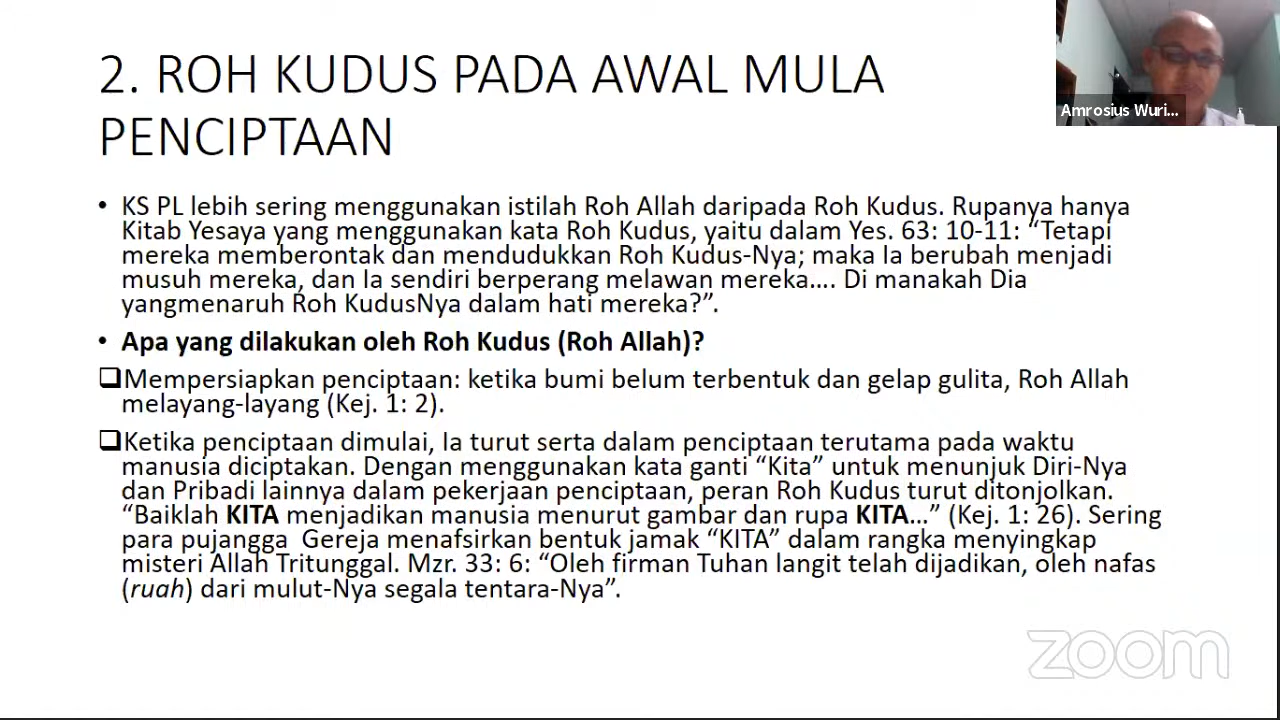 2. ROH KUDUS PADA AWAL MULA
PENCIPTAAN
Amrosius Wuri...
• KS PL lebih sering menggunakan istilah Roh Allah daripada Roh Kudus. Rupanya hanya
Kitab Yesaya yang menggunakan kata Roh Kudus, yaitu dalam Yes. 63: 10-11: “Tetapi
mereka memberontak dan mendudukkan Roh Kudus-Nya; maka Ia berubah menjadi
musuh mereka, dan Ia sendiri berperang melawan mereka…. Di manakah Dia
yangmenaruh Roh KudusNya dalam hati mereka?”.
• Apa yang dilakukan oleh Roh Kudus (Roh Allah)?
❑Mempersiapkan penciptaan: ketika bumi belum terbentuk dan gelap gulita, Roh Allah
melayang-layang (Kej. 1: 2).
❑Ketika penciptaan dimulai, Ia turut serta dalam penciptaan terutama pada waktu
manusia diciptakan. Dengan menggunakan kata ganti “Kita” untuk menunjuk Diri-Nya
dan Pribadi lainnya dalam pekerjaan penciptaan, peran Roh Kudus turut ditonjolkan.
“Baiklah KITA menjadikan manusia menurut gambar dan rupa KITA…” (Kej. 1: 26). Sering
para pujangga Gereja menafsirkan bentuk jamak “KITA” dalam rangka menyingkap
misteri Allah Tritunggal. Mzr. 33: 6: “Oleh firman Tuhan langit telah dijadikan, oleh nafas
(ruah) dari mulut-Nya segala tentara-Nya”.
zoom